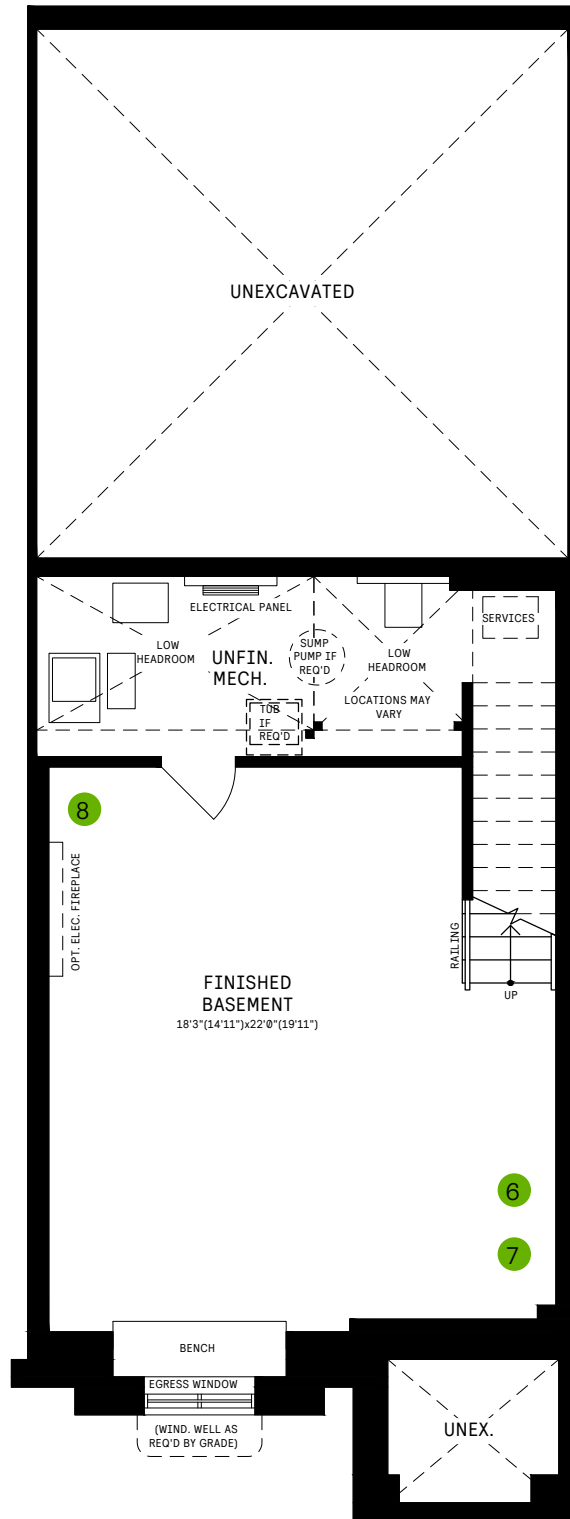 UNEXCAVATED
ELECTRICAL PANEL
SERVICES
LOW
HEADROOM
UNFIN.
MECH.
SUMP
PUMP IF
REQ'D
LOW
HEADROOM
LOCATIONS MAY
VARY
TUB
IF
REQ'D
8
OPT. ELEC. FIREPLACE
RAILING
UP
FINISHED
BASEMENT
18'3"(14'11")x22'0"(19'11")
6
7
BENCH
EGRESS WINDOW
(WIND. WELL AS
REQ'D BY GRADE)
UNEX.